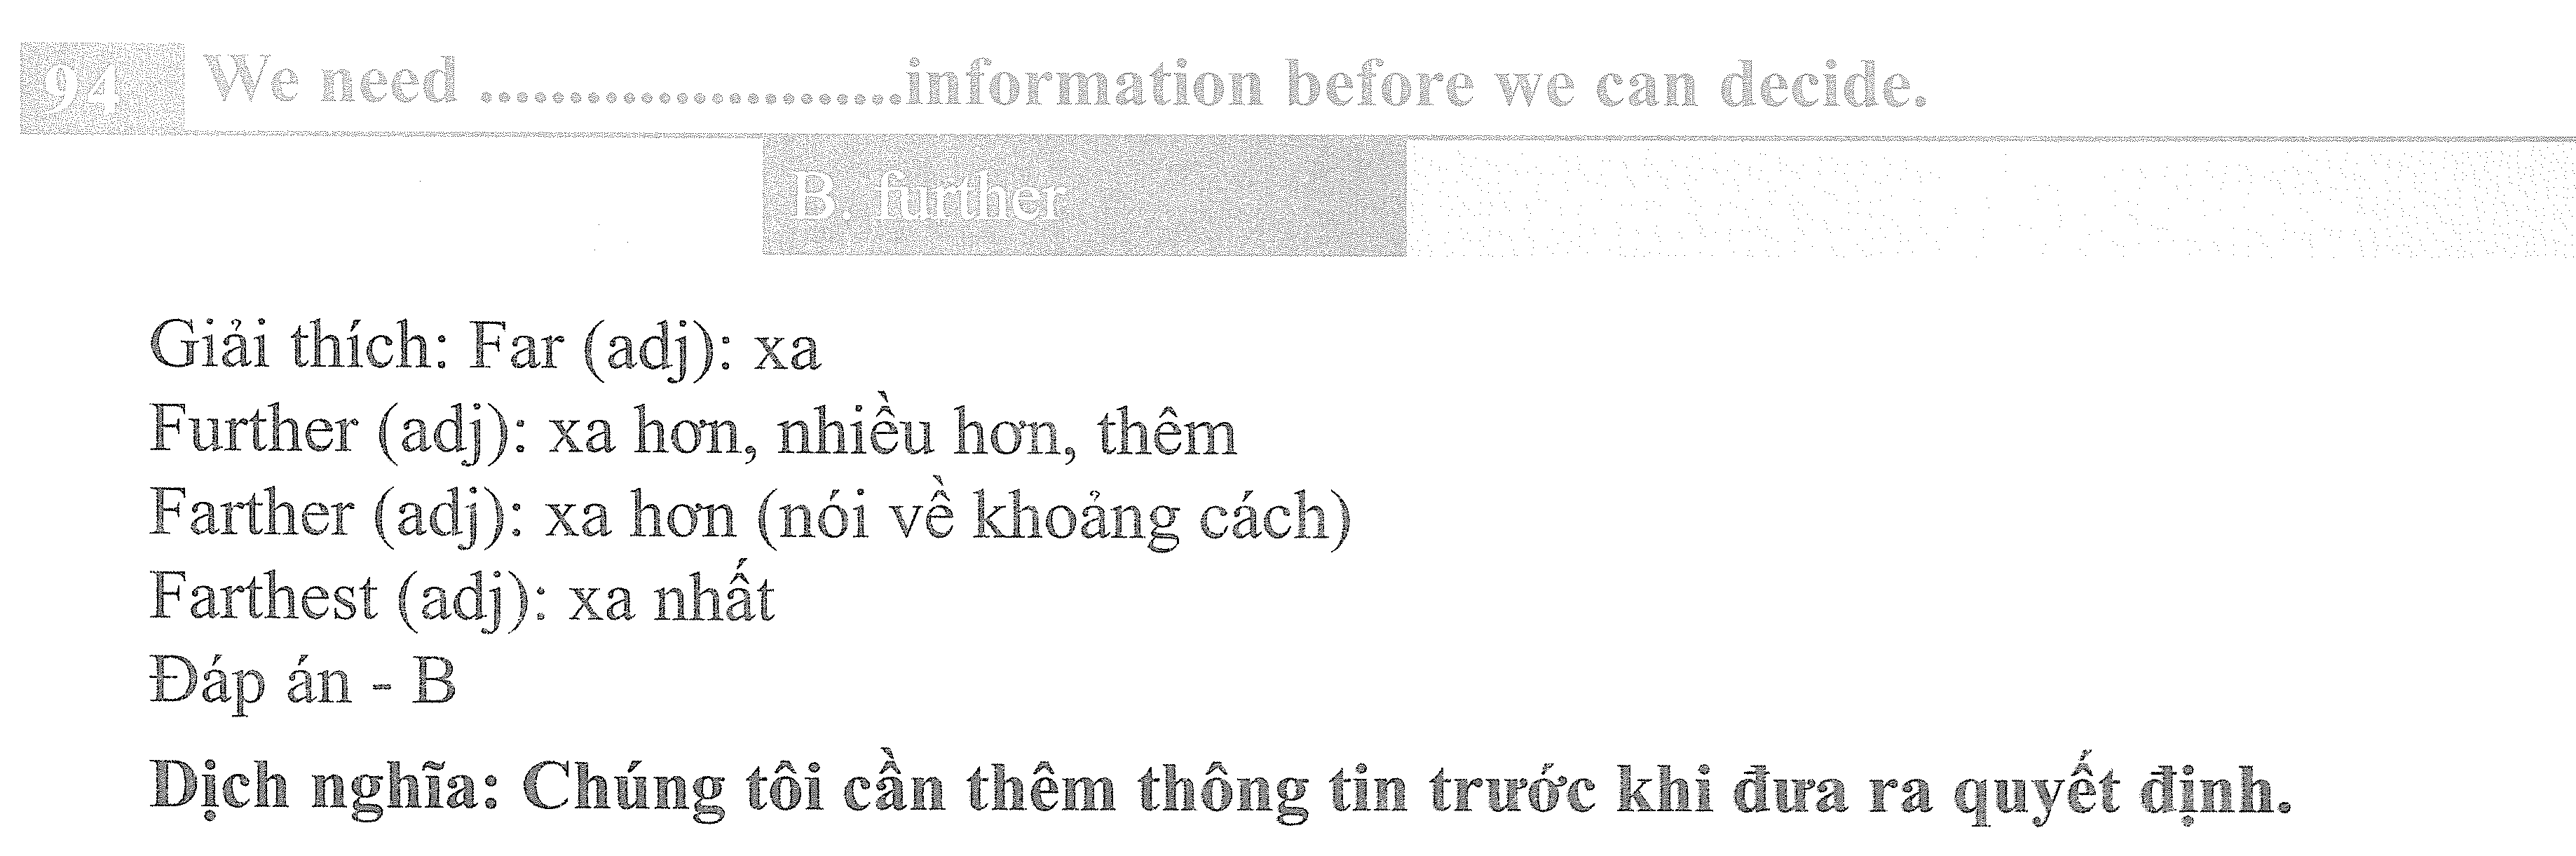 94 We need ........................information before we can decide.
B. further
Giải thích: Far (adj): xa
Further (adj): xa hơn, nhiều hơn, thêm
Farther (adj): xa hơn (nói về khoảng cách)
Farthest (adj): xa nhất
Đáp án - B
Dịch nghĩa: Chúng tôi cần thêm thông tin trước khi đưa ra quyết định.